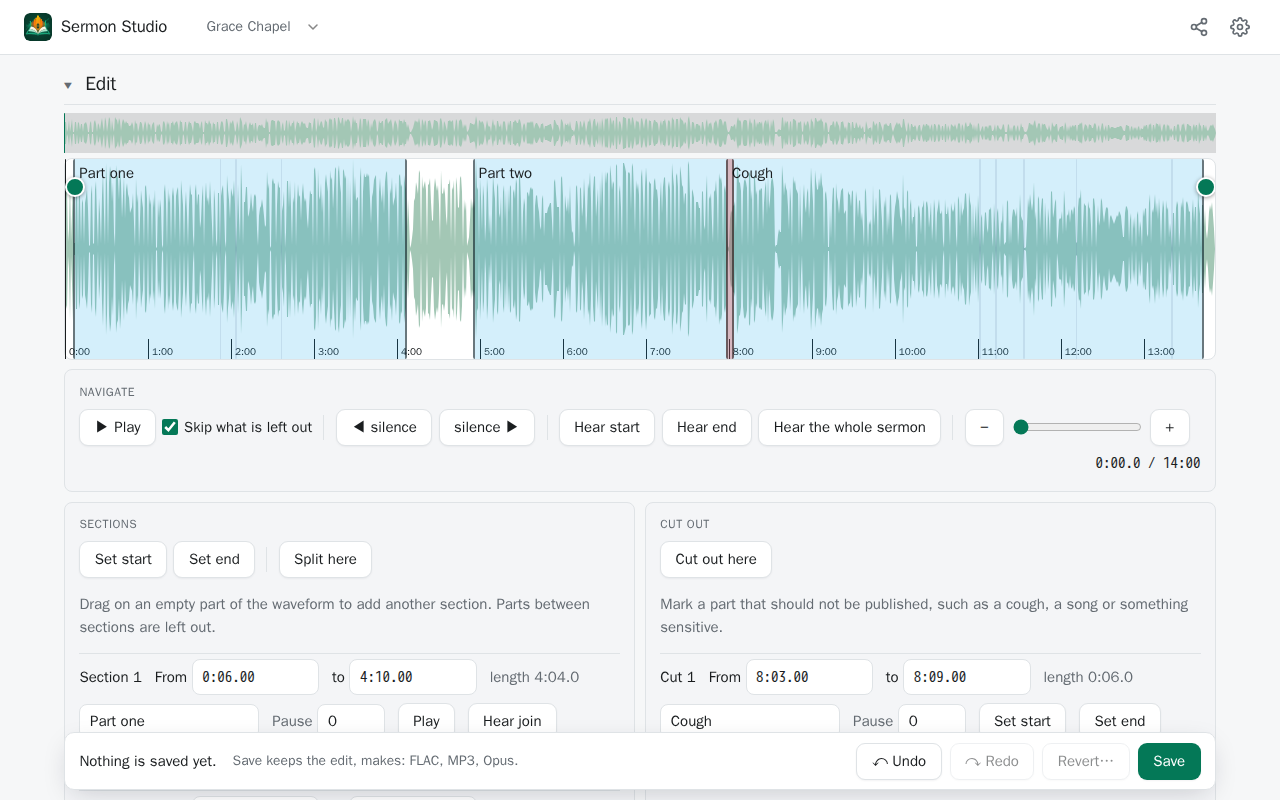 Sermon Studio
Grace Chapel
Edit
Part one
Part two
Cough
0:00 1:00 2:00 3:00 4:00 5:00 6:00 7:00 8:00 9:00 10:00 11:00 12:00 13:00
NAVIGATE
Play Skip what is left out silence silence Hear start Hear end Hear the whole sermon − +
0:00.0 / 14:00
SECTIONS
Set start Set end Split here
Drag on an empty part of the waveform to add another section. Parts between
sections are left out.
Section 1 From 0:06.00 to 4:10.00 length 4:04.0
Part one Pause 0 Play Hear join
CUT OUT
Cut out here
Mark a part that should not be published, such as a cough, a song or something
sensitive.
Cut 1 From 8:03.00 to 8:09.00 length 0:06.0
Cough Pause 0 Set start Set end
Nothing is saved yet. Save keeps the edit, makes: FLAC, MP3, Opus. Undo Redo Revert⋯ Save